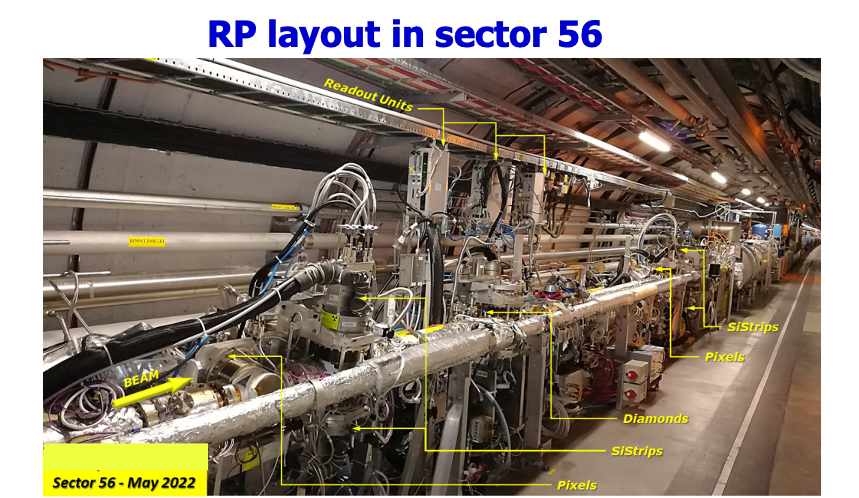 RP layout in sector 56
Readout Units
BEAM
SiStrips
Pixels
Diamonds
SiStrips
Pixels
Sector 56 - May 2022